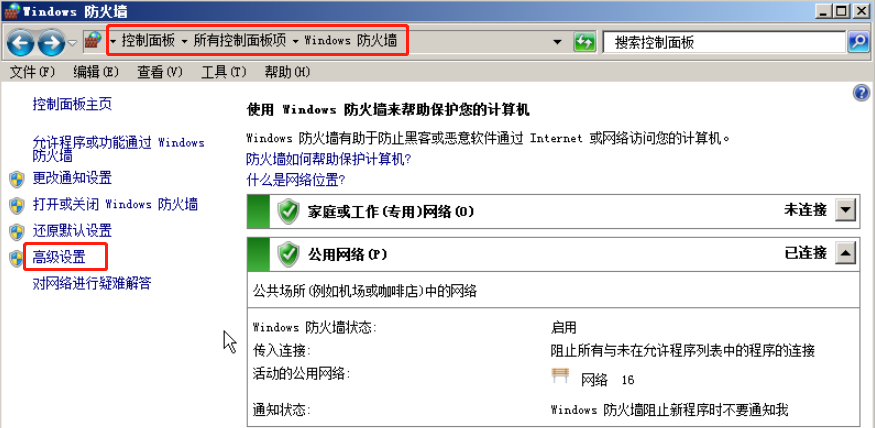 Windows 防火墙
控制面板 所有控制面板项 Windows 防火墙
搜索控制面板
文件(F) 编辑(E) 查看(V) 工具(T) 帮助(H)
控制面板主页
允许程序或功能通过 Windows
防火墙
更改通知设置
打开或关闭 Windows 防火墙
还原默认设置
高级设置
对网络进行疑难解答
使用 Windows 防火墙来帮助保护您的计算机
Windows 防火墙有助于防止黑客或恶意软件通过 Internet 或网络访问您的计算机。
防火墙如何帮助保护计算机?
什么是网络位置?
家庭或工作(专用)网络(O) 未连接
公用网络(P) 已连接
公共场所(例如机场或咖啡店)中的网络
Windows 防火墙状态: 启用
传入连接: 阻止所有与未在允许程序列表中的程序的连接
活动的公用网络: 网络 16
通知状态: Windows 防火墙阻止新程序时不要通知我